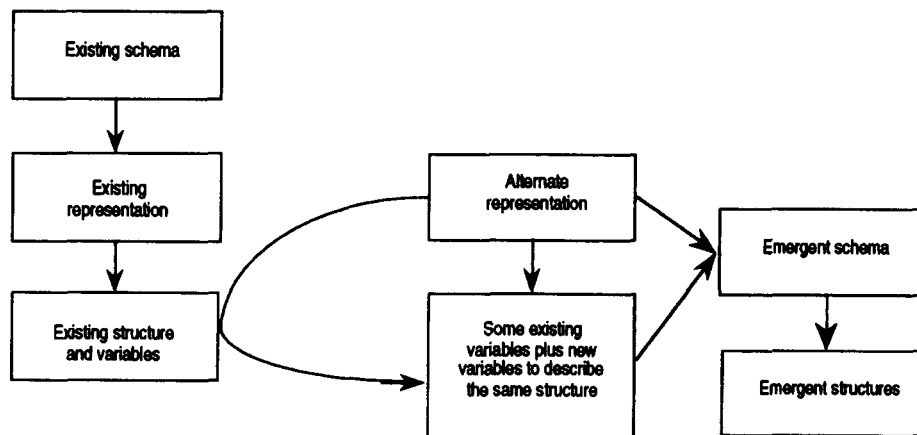 Existing schema
Existing
representation
Existing structure
and variables
Alternate
representation
Some existing
variables plus new
variables to describe
the same structure
Emergent schema
Emergent structures